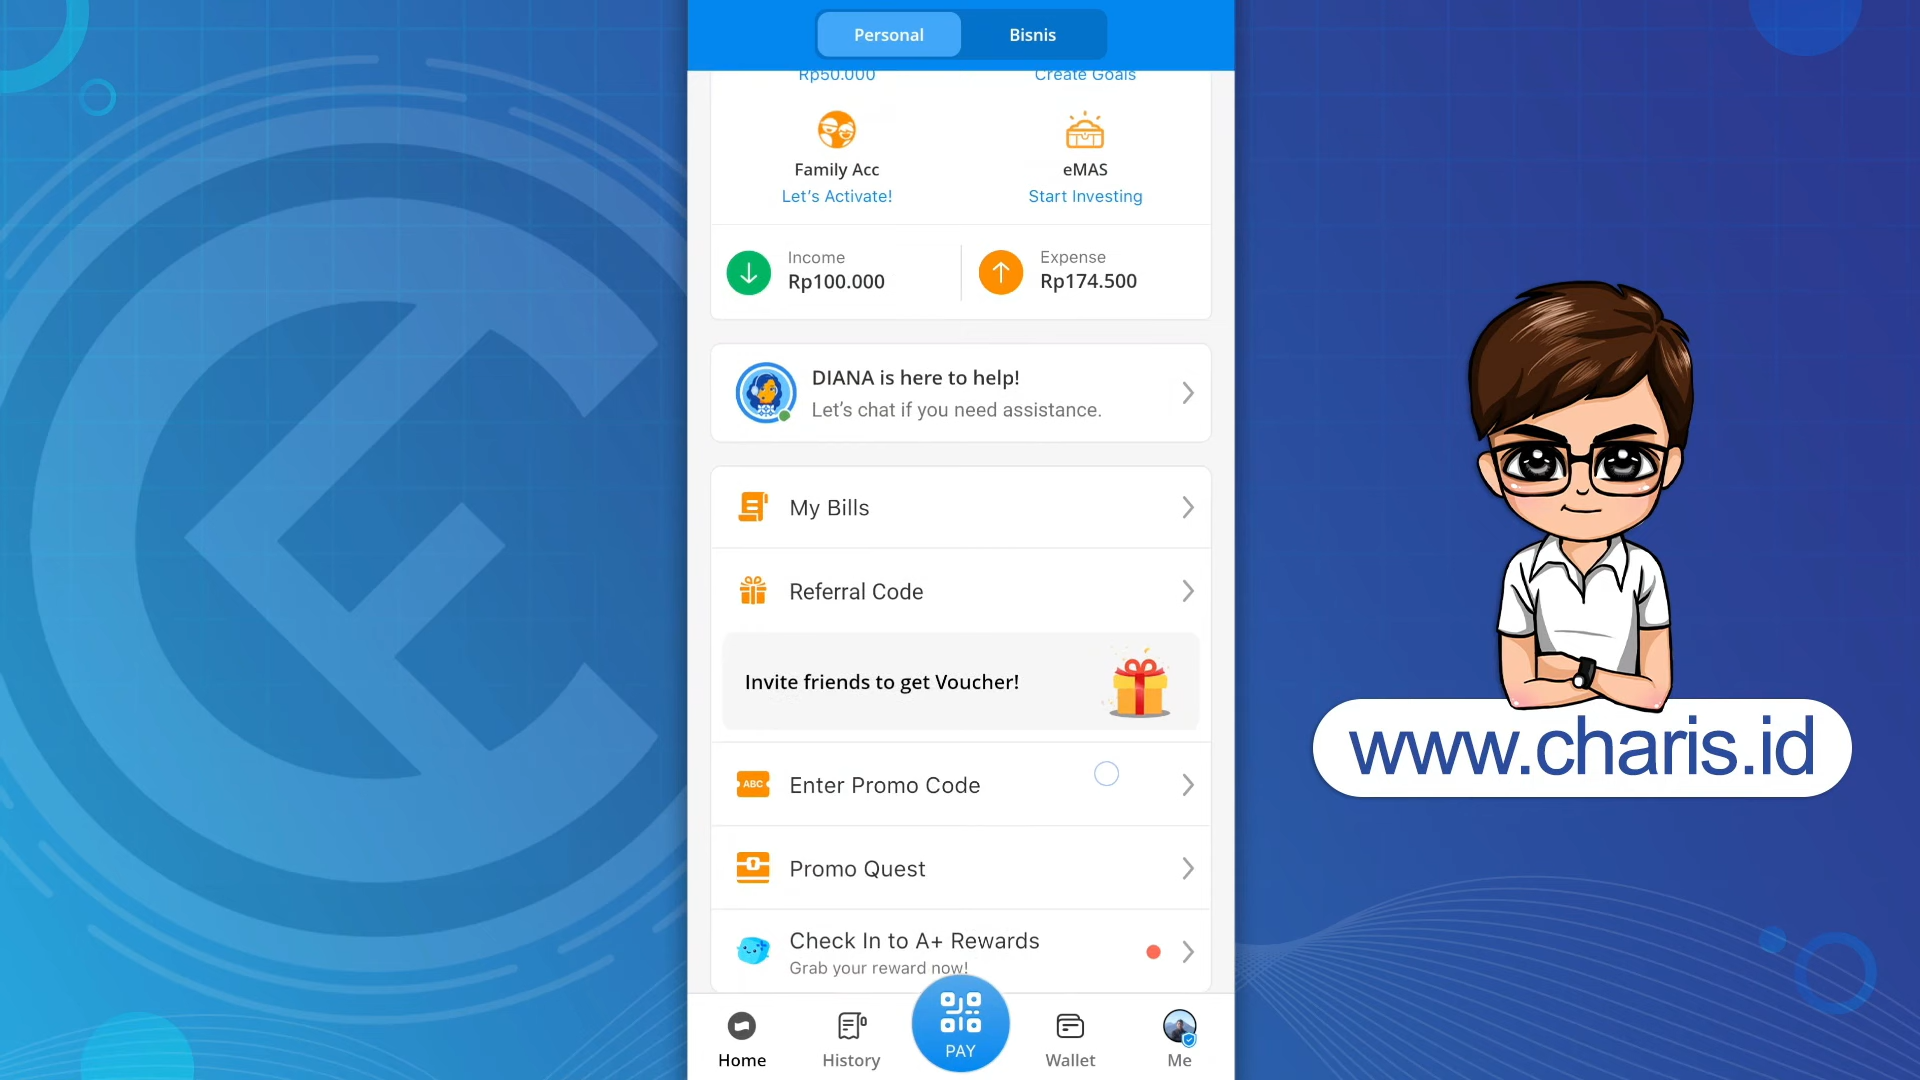 Personal
Bisnis
Rp50.000
Create Goals
Family Acc
eMAS
Let's Activate!
Start Investing
Income
Rp100.000
Expense
Rp174.500
DIANA is here to help!
Let's chat if you need assistance.
My Bills
Referral Code
Invite friends to get Voucher!
ABC
Enter Promo Code
Promo Quest
Check In to A+ Rewards
Grab your reward now!
PAY
Home
History
Wallet
Me
www.charis.id